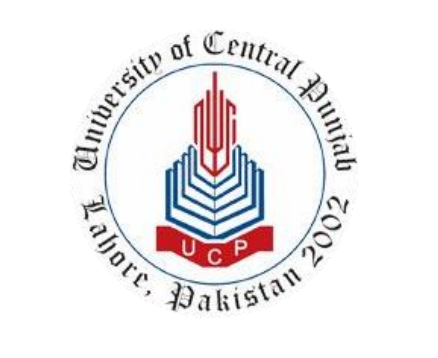 University of Central Punjab
UCP
Lahore, Pakistan 2002